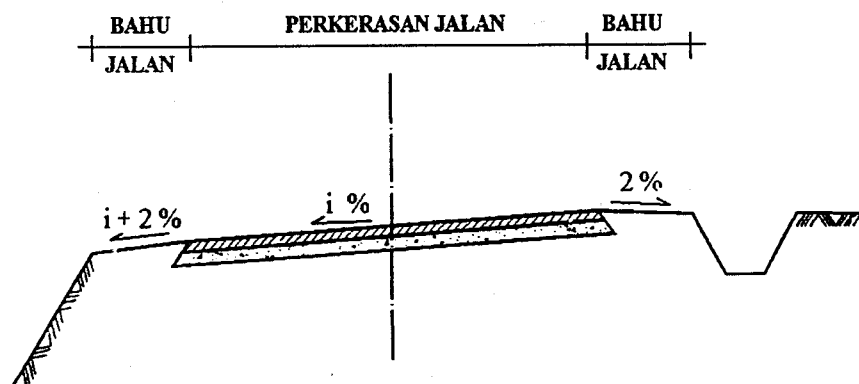 BAHU PERKERASAN JALAN BAHU
JALAN JALAN
2%
i %
i + 2%